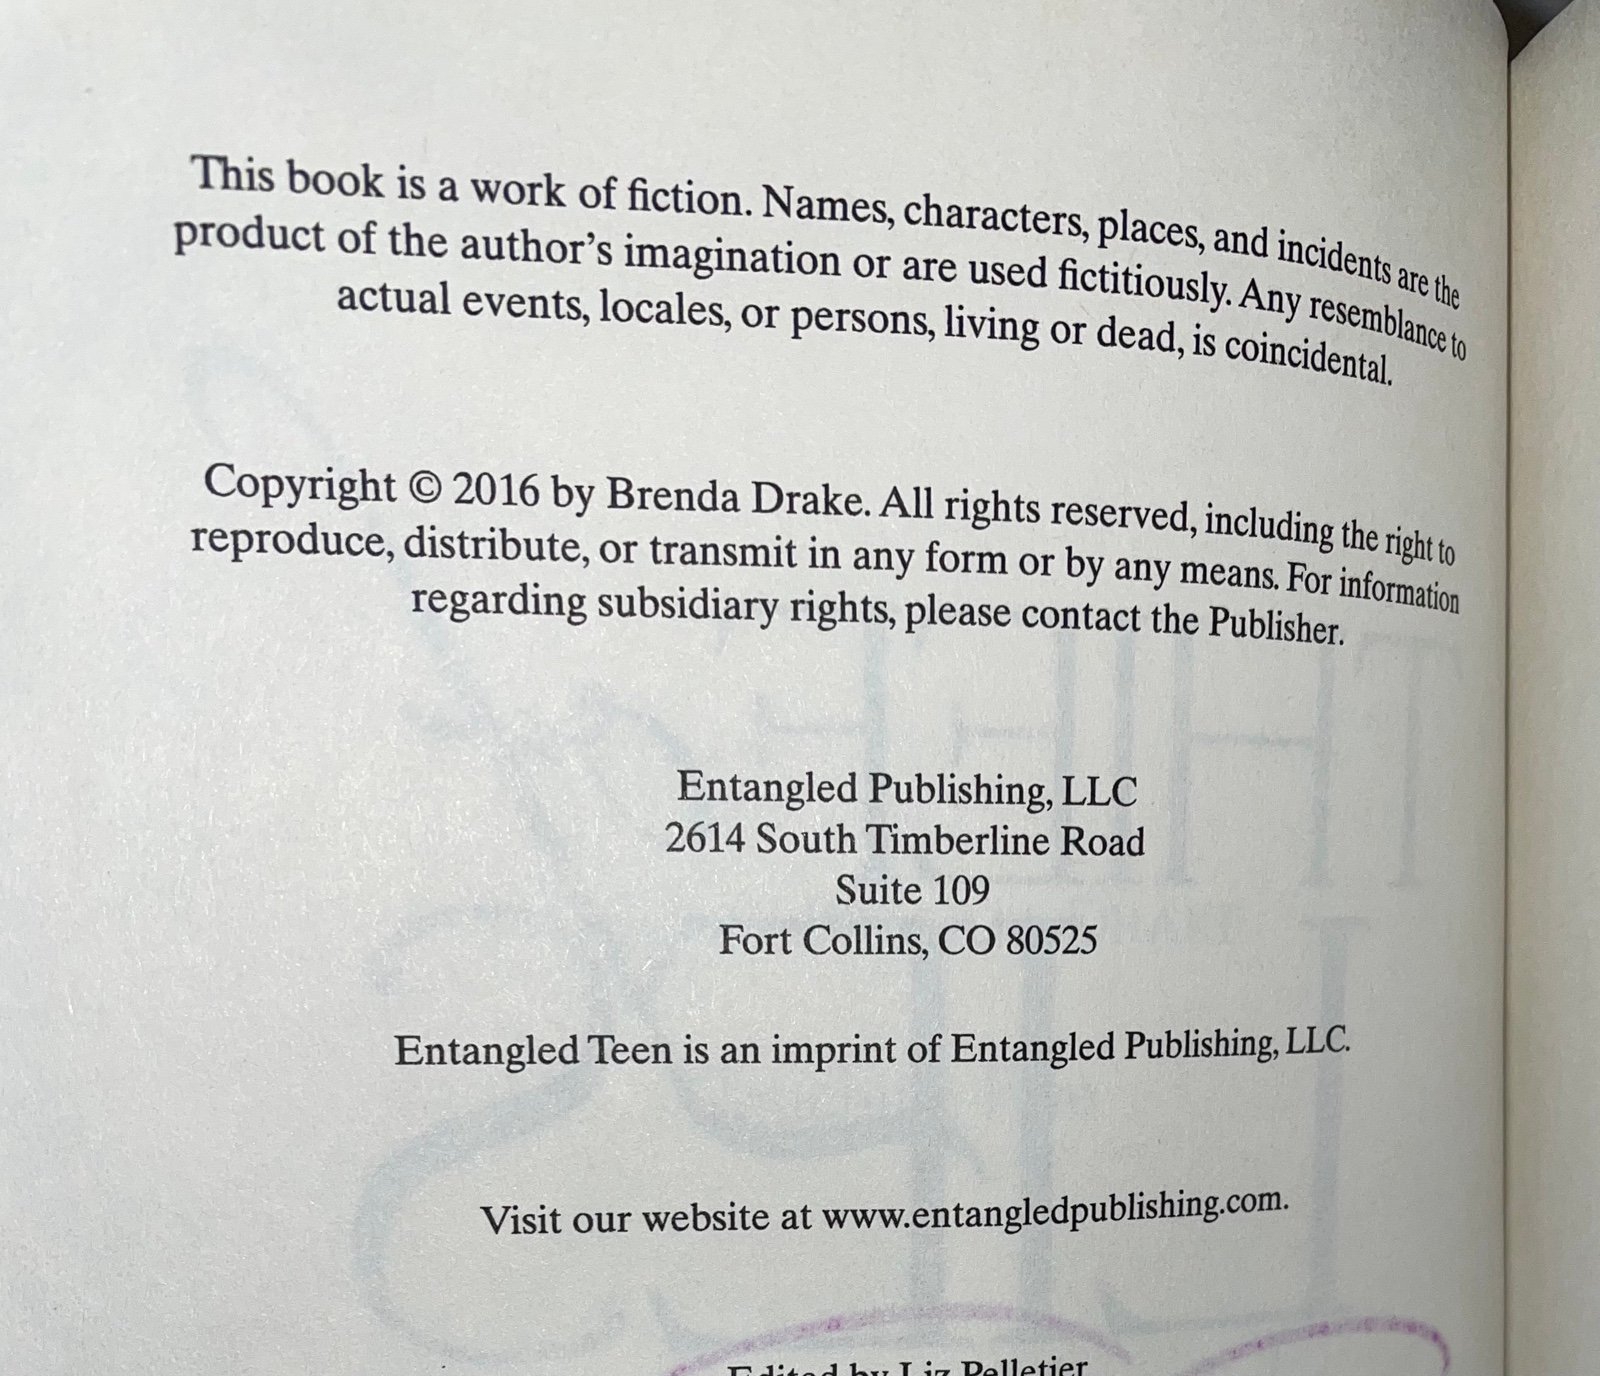 This book is a work of fiction. Names, characters, places, and incidents are the
product of the author’s imagination or are used fictitiously. Any resemblance to
actual events, locales, or persons, living or dead, is coincidental.
Copyright © 2016 by Brenda Drake. All rights reserved, including the right to
reproduce, distribute, or transmit in any form or by any means. For information
regarding subsidiary rights, please contact the Publisher.
Entangled Publishing, LLC
2614 South Timberline Road
Suite 109
Fort Collins, CO 80525
Entangled Teen is an imprint of Entangled Publishing, LLC.
Visit our website at www.entangledpublishing.com.
Edited by Liz Pelletier